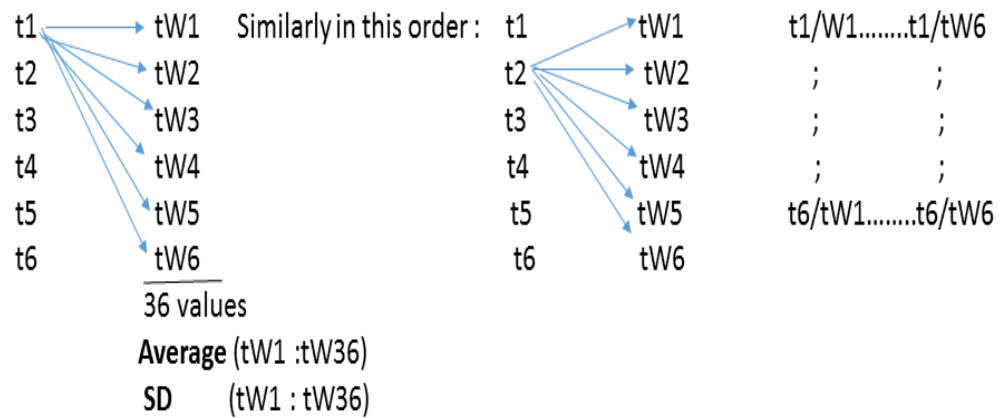 t1 tW1 Similarly in this order : t1 tW1 t1/W1........t1/tW6
t2 tW2 t2 tW2 ; ;
t3 tW3 t3 tW3 ; ;
t4 tW4 t4 tW4 ; ;
t5 tW5 t5 tW5 t6/tW1........t6/tW6
t6 tW6 t6 tW6
36 values
Average (tW1 :tW36)
SD (tW1 : tW36)